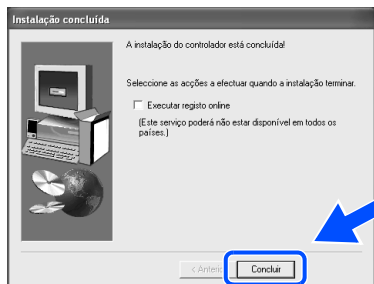 Instalação concluída
A instalação do controlador está concluída!
Seleccione as acções a efectuar quando a instalação terminar.
Executar registo online
(Este serviço poderá não estar disponível em todos os
países.)
< Anterior
Concluir